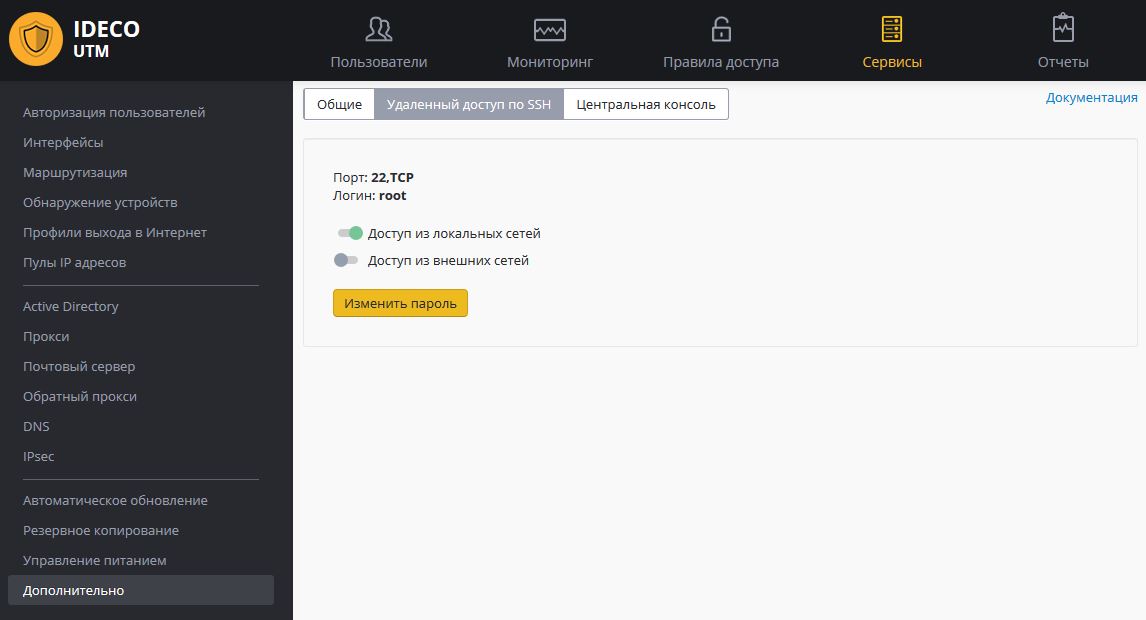 IDECO
UTM
Пользователи
Мониторинг
Правила доступа
Сервисы
Отчеты
Авторизация пользователей
Интерфейсы
Маршрутизация
Обнаружение устройств
Профили выхода в Интернет
Пулы IP адресов
Active Directory
Прокси
Почтовый сервер
Обратный прокси
DNS
IPsec
Автоматическое обновление
Резервное копирование
Управление питанием
Дополнительно
Общие
Удаленный доступ по SSH
Центральная консоль
Документация
Порт: 22,TCP
Логин: root
Доступ из локальных сетей
Доступ из внешних сетей
Изменить пароль